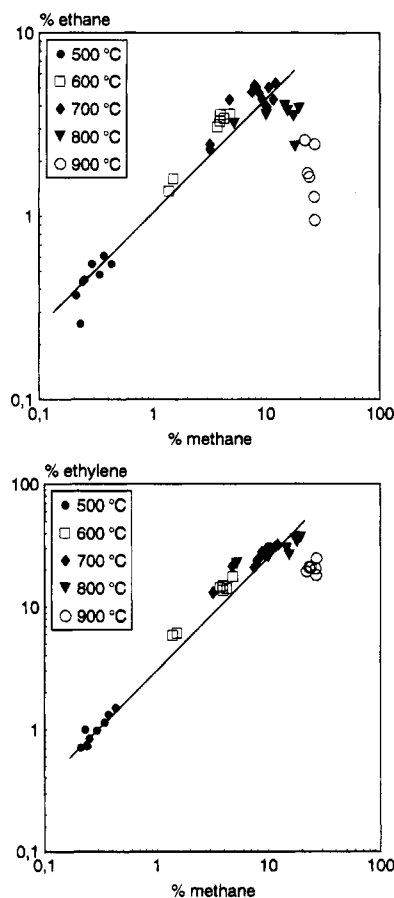 % ethane
10
500 °C
600 °C
700 °C
800 °C
900 °C
1
0,1
0,1 1 10 100
% methane
% ethylene
100
500 °C
600 °C
700 °C
800 °C
900 °C
10
1
0,1
0,1 1 10 100
% methane